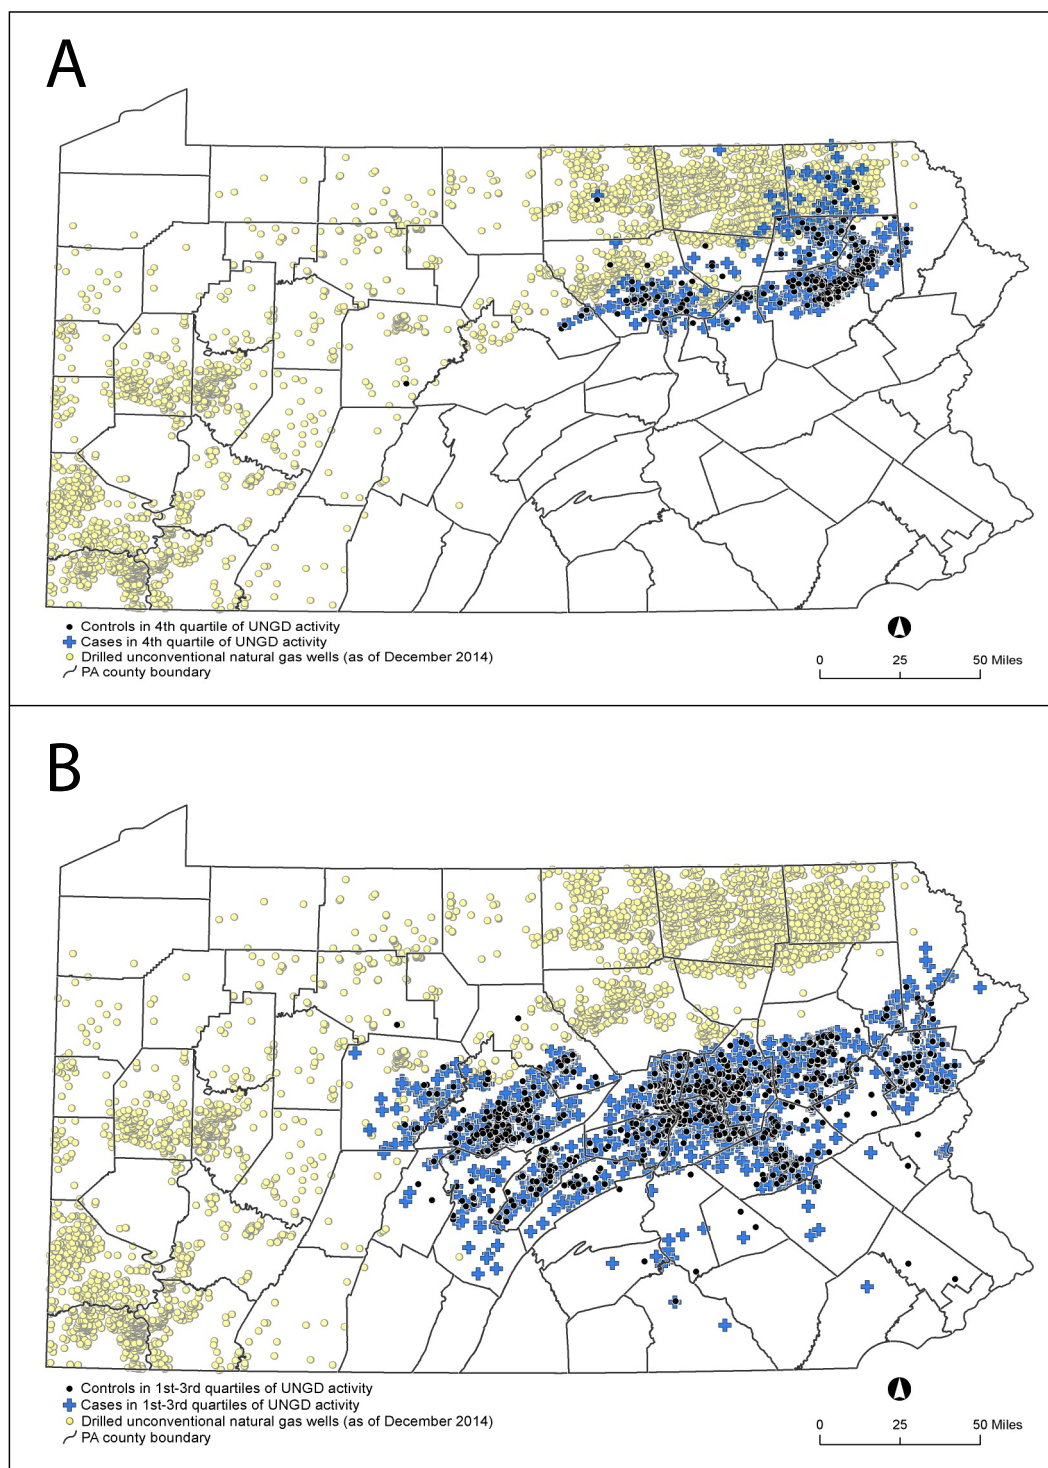 A
Controls in 4th quartile of UNGD activity
Cases in 4th quartile of UNGD activity
Drilled unconventional natural gas wells (as of December 2014)
PA county boundary
0 25 50 Miles
B
Controls in 1st-3rd quartiles of UNGD activity
Cases in 1st-3rd quartiles of UNGD activity
Drilled unconventional natural gas wells (as of December 2014)
PA county boundary
0 25 50 Miles